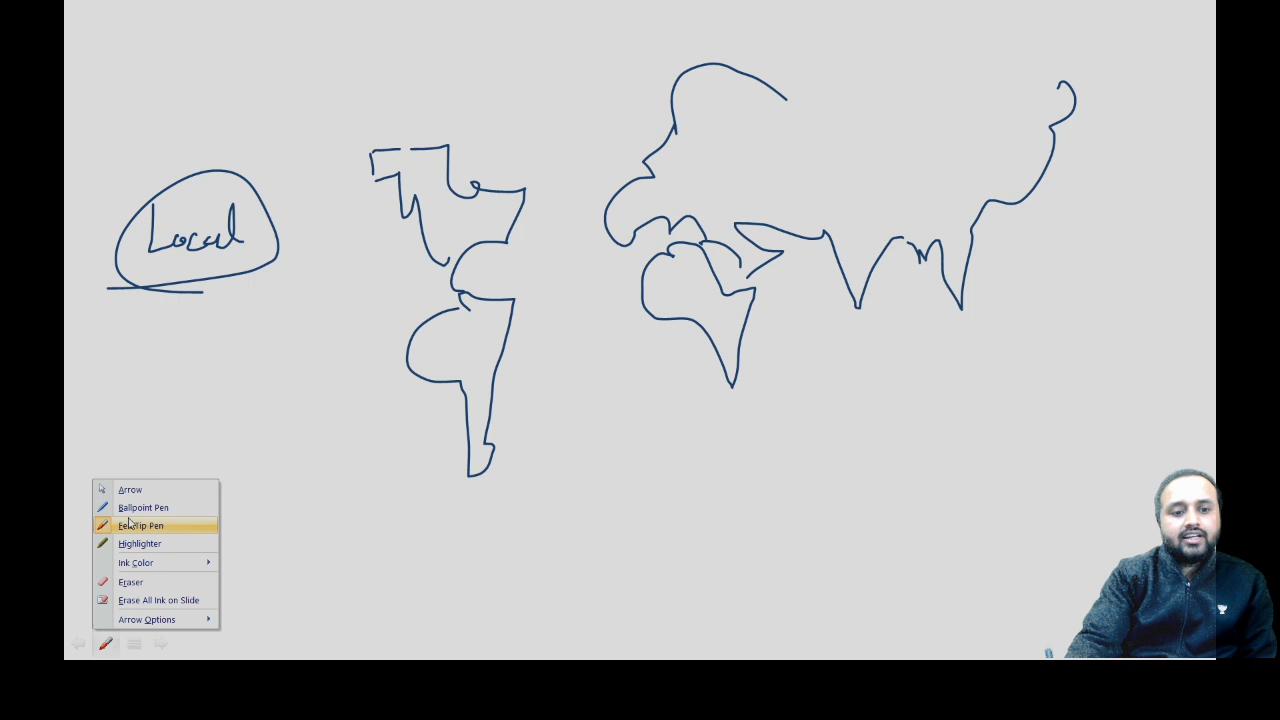 Local
Arrow
Ballpoint Pen
Felt Tip Pen
Highlighter
Ink Color
Eraser
Erase All Ink on Slide
Arrow Options